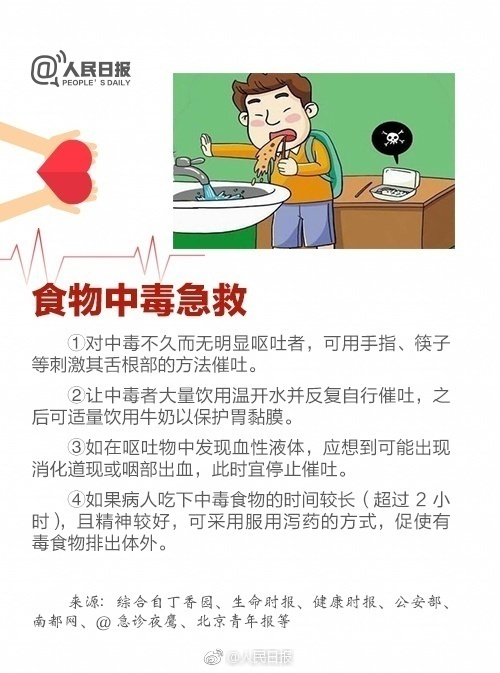 @人民日报
PEOPLE'S DAILY
食物中毒急救
①对中毒不久而无明显呕吐者，可用手指、筷子
等刺激其舌根部的方法催吐。
②让中毒者大量饮用温开水并反复自行催吐，之
后可适量饮用牛奶以保护胃黏膜。
③如在呕吐物中发现血性液体，应想到可能出现
消化道现或咽部出血，此时宜停止催吐。
④如果病人吃下中毒食物的时间较长（超过 2 小
时），且精神较好，可采用服用泻药的方式，促使有
毒食物排出体外。
来源：综合自丁香园、生命时报、健康时报、公安部、
南都网、@ 急诊夜鹰、北京青年报等
@人民日报